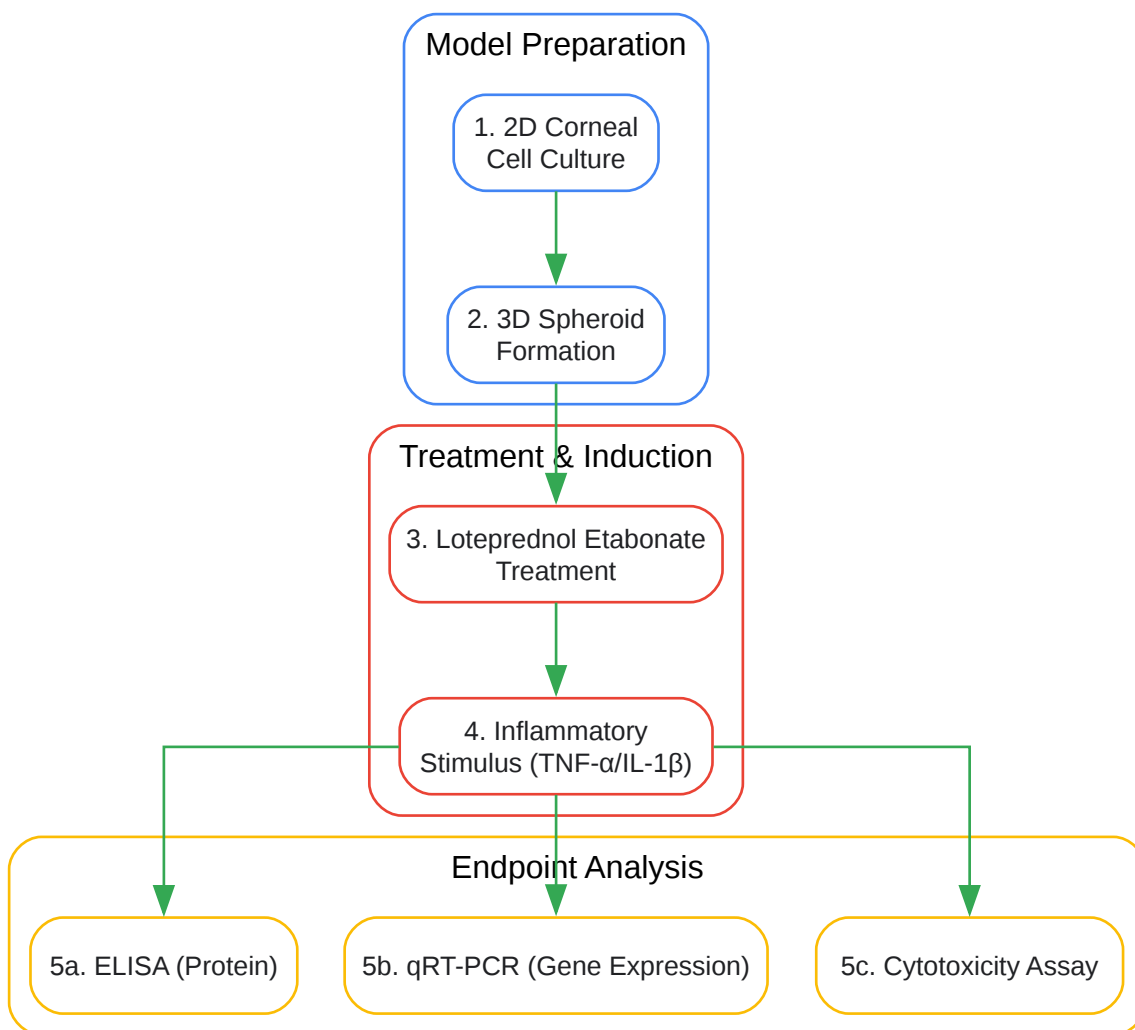 Model Preparation
1. 2D Corneal
Cell Culture
2. 3D Spheroid
Formation
Treatment & Induction
3. Loteprednol Etabonate
Treatment
4. Inflammatory
Stimulus (TNF-α/IL-1β)
Endpoint Analysis
5a. ELISA (Protein)
5b. qRT-PCR (Gene Expression)
5c. Cytotoxicity Assay